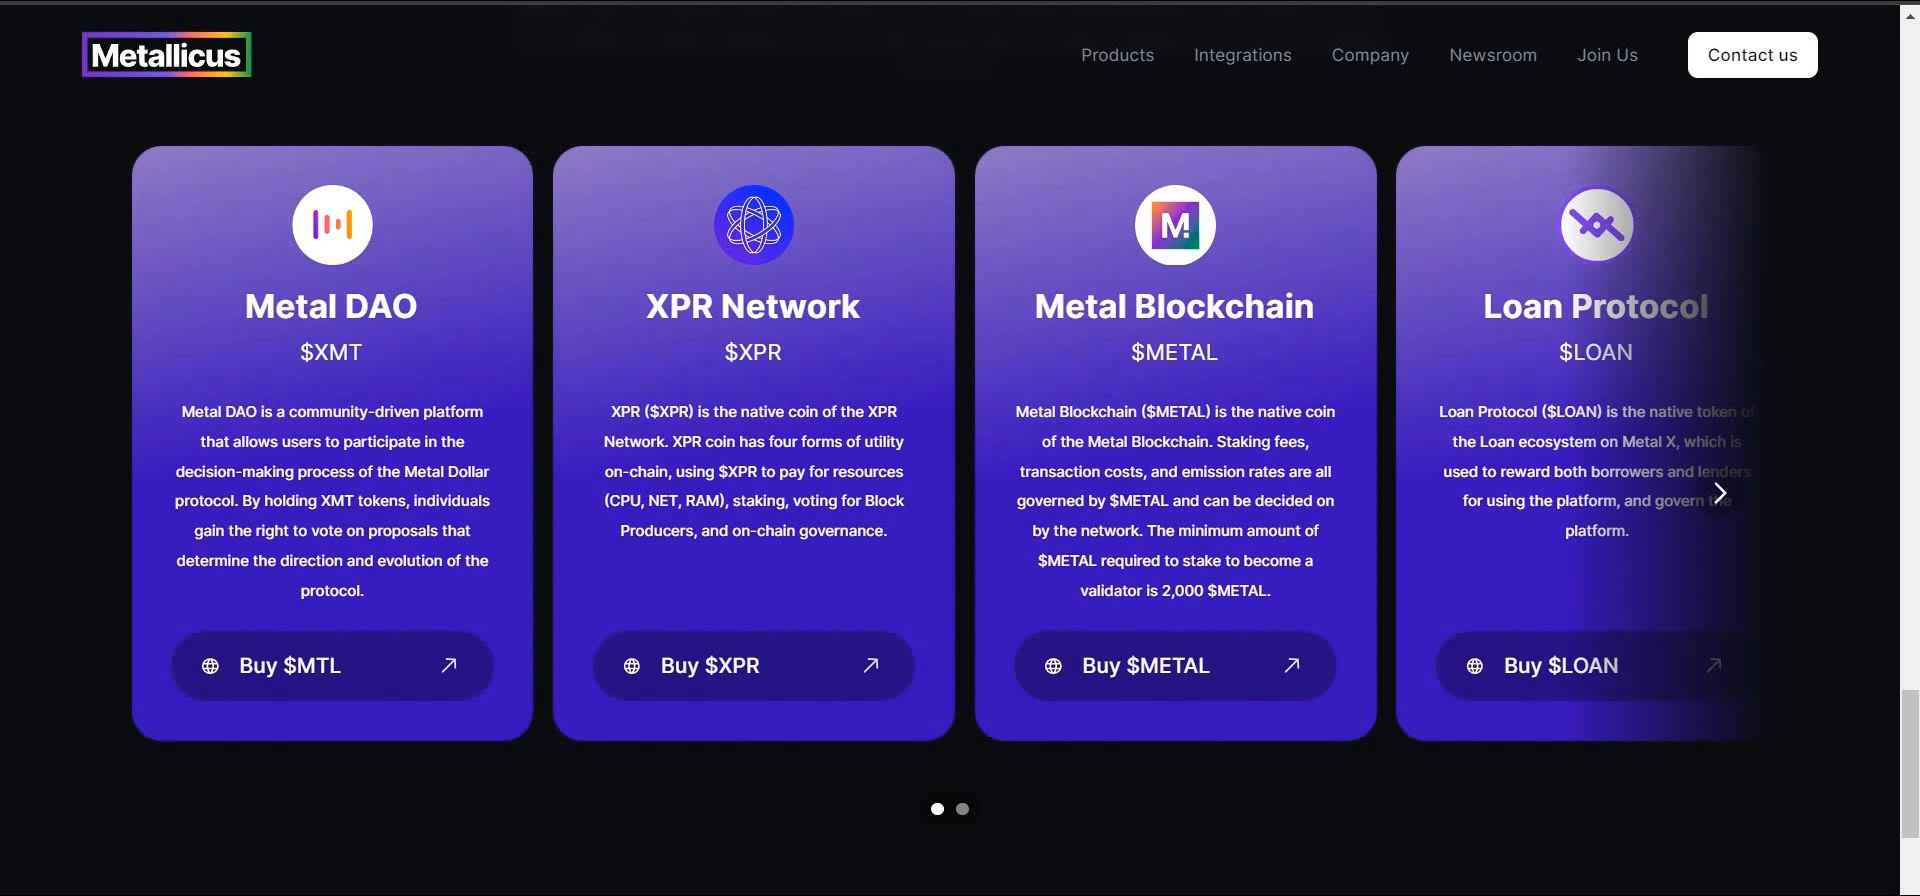 Metallicus
Products
Integrations
Company
Newsroom
Join Us
Contact us
Metal DAO
$XMT
Metal DAO is a community-driven platform
that allows users to participate in the
decision-making process of the Metal Dollar
protocol. By holding XMT tokens, individuals
gain the right to vote on proposals that
determine the direction and evolution of the
protocol.
Buy $MTL
XPR Network
$XPR
XPR ($XPR) is the native coin of the XPR
Network. XPR coin has four forms of utility
on-chain, using $XPR to pay for resources
(CPU, NET, RAM), staking, voting for Block
Producers, and on-chain governance.
Buy $XPR
M!
Metal Blockchain
$METAL
Metal Blockchain ($METAL) is the native coin
of the Metal Blockchain. Staking fees,
transaction costs, and emission rates are all
governed by $METAL and can be decided on
by the network. The minimum amount of
$METAL required to stake to become a
validator is 2,000 $METAL.
Buy $METAL
Loan Protocol
$LOAN
Loan Protocol ($LOAN) is the native token of
the Loan ecosystem on Metal X, which is
used to reward both borrowers and lenders
for using the platform, and govern the
platform.
Buy $LOAN